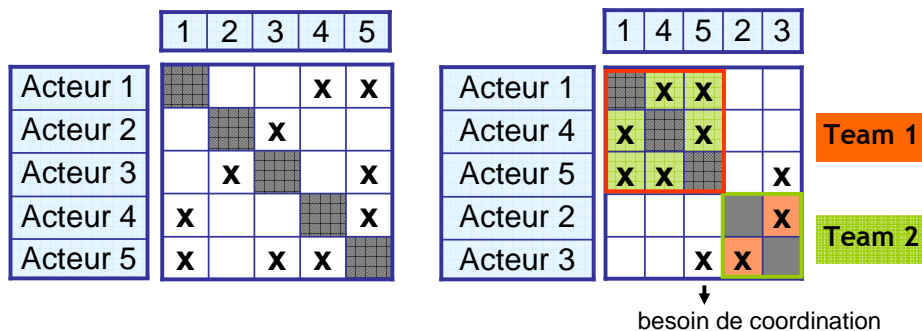 1 2 3 4 5
Acteur 1 x x
Acteur 2 x
Acteur 3 x x
Acteur 4 x x
Acteur 5 x x x
1 4 5 2 3
Acteur 1 x x
Acteur 4 x x
Acteur 5 x x x
Acteur 2 x
Acteur 3 x x
Team 1
Team 2
besoin de coordination